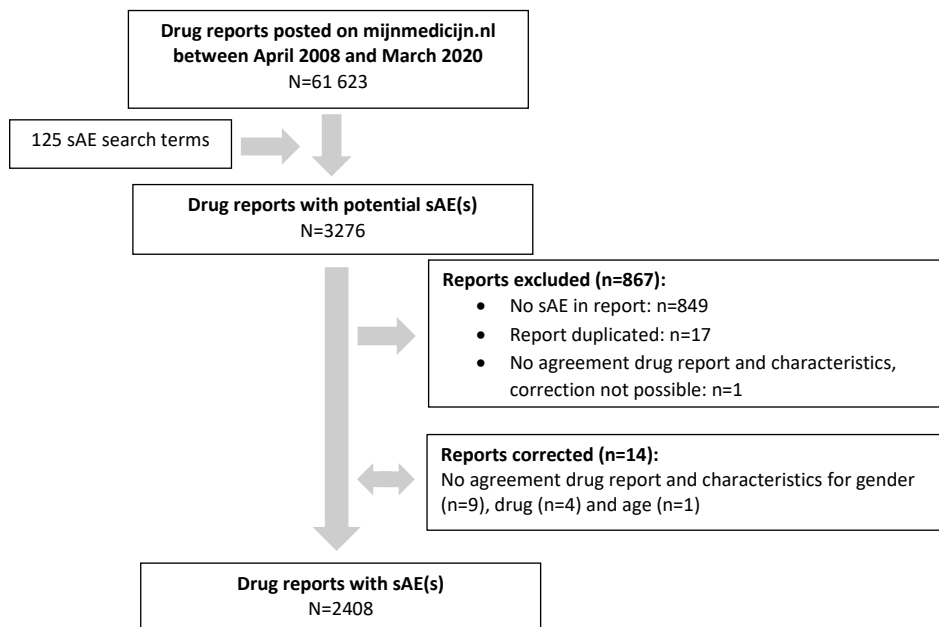 Drug reports posted on mijnmedicijn.nl
between April 2008 and March 2020
N=61 623
125 sAE search terms
Drug reports with potential sAE(s)
N=3276
Reports excluded (n=867):
• No sAE in report: n=849
• Report duplicated: n=17
• No agreement drug report and characteristics,
correction not possible: n=1
Reports corrected (n=14):
No agreement drug report and characteristics for gender
(n=9), drug (n=4) and age (n=1)
Drug reports with sAE(s)
N=2408